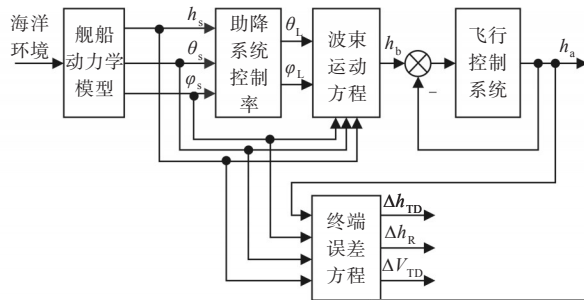 海洋
环境
舰船
动力学
模型
h_s
θ_s
φ_s
助降
系统
控制
率
θ_L
φ_L
波束
运动
方程
h_b
−
飞行
控制
系统
h_a
终端
误差
方程
Δh_TD
Δh_R
ΔV_TD